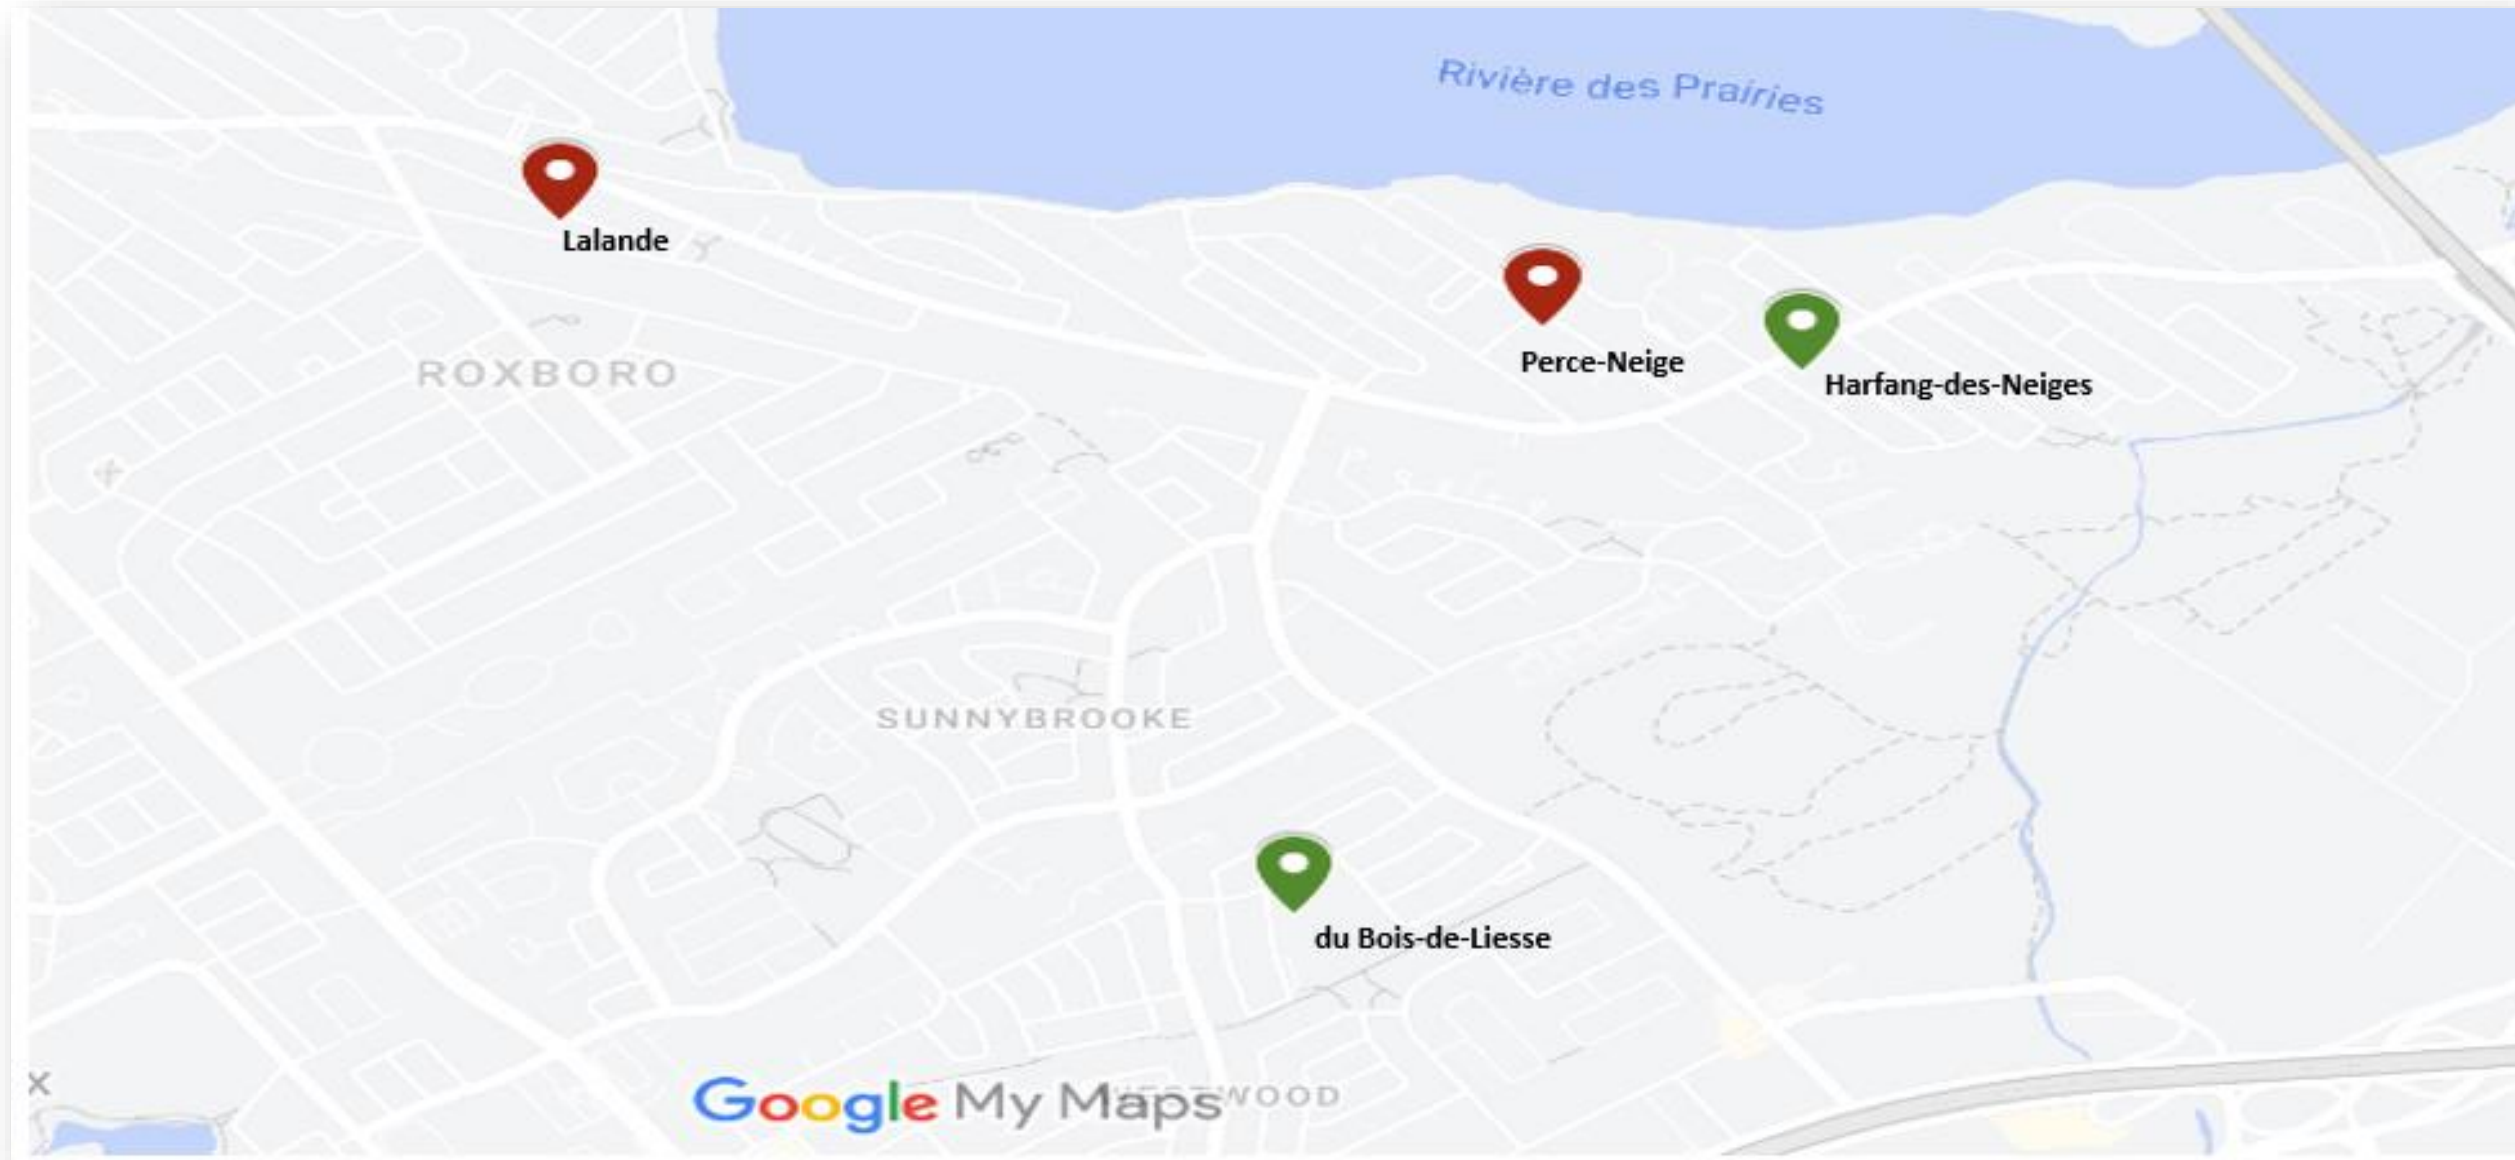 Rivière des Prairies
Lalande
Perce-Neige
ROXBORO
Harfang-des-Neiges
SUNNYBROOKE
du Bois-de-Liesse
x
Google My Maps